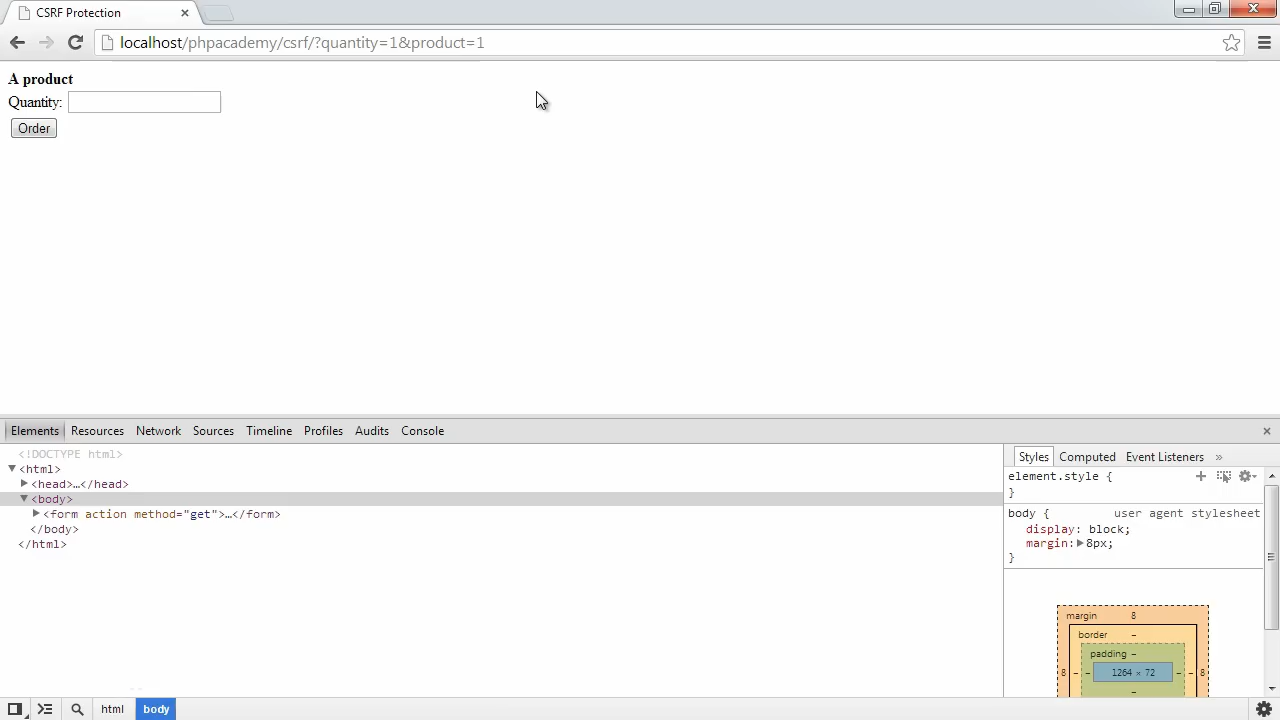 CSRF Protection
localhost/phpacademy/csrf/?quantity=1&product=1
A product
Quantity:
Order
Elements Resources Network Sources Timeline Profiles Audits Console
<!DOCTYPE html>
<html>
<head>…</head>
<body>
<form action method="get">…</form>
</body>
</html>
Styles Computed Event Listeners »
element.style {
}
body { user agent stylesheet
display: block;
margin: 8px;
}
margin 8
border –
padding –
8 – – 1264 × 72 – – 8
–
html body